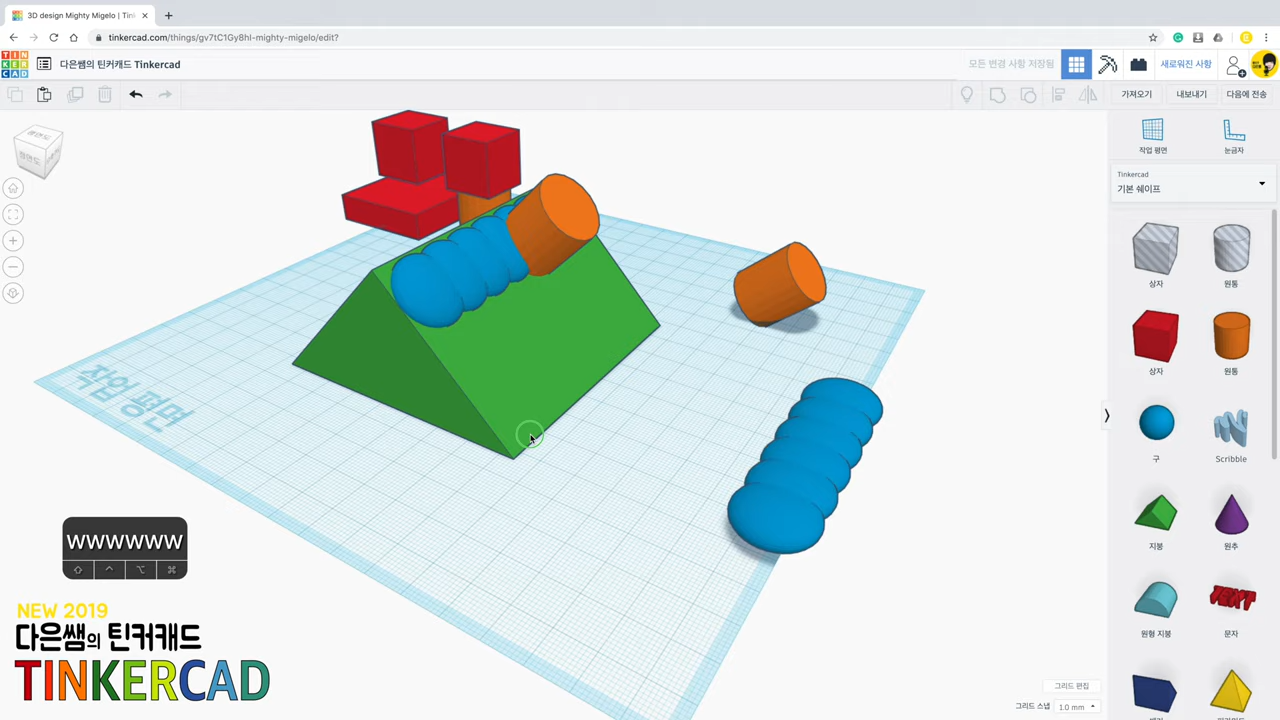 3D design Mighty Migelo | Tin
tinkercad.com/things/gv7tC1Gy8hI-mighty-migelo/edit?
TIN
KER
CAD
다은쌤의 틴커캐드 Tinkercad
모든 변경 사항 저장됨
새로워진 사항
가져오기
내보내기
다음에 전송
작업 평면
눈금자
Tinkercad
기본 쉐이프
상자
원통
상자
원통
구
Scribble
지붕
원추
TEXT
원형 지붕
문자
작업 평면
wwwwww
NEW 2019
다은쌤의 틴커캐드
TINKERCAD
그리드 편집
그리드 스냅
1.0 mm